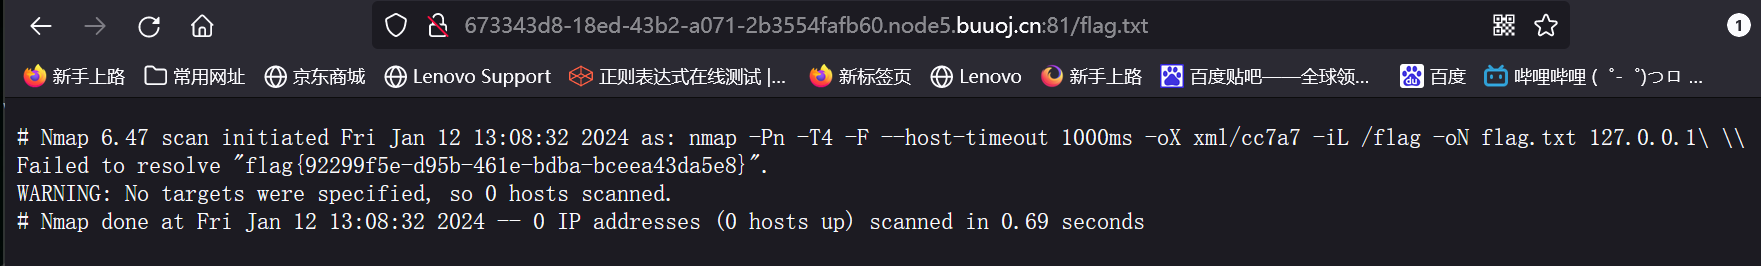 673343d8-18ed-43b2-a071-2b3554fafb60.node5.buuoj.cn:81/flag.txt
1
新手上路 常用网址 京东商城 Lenovo Support 正则表达式在线测试 |... 新标签页 Lenovo 新手上路 百度贴吧——全球领... du 百度 哔哩哔哩 ( ゜- ゜)つロ ...
# Nmap 6.47 scan initiated Fri Jan 12 13:08:32 2024 as: nmap -Pn -T4 -F --host-timeout 1000ms -oX xml/cc7a7 -iL /flag -oN flag.txt 127.0.0.1\ \\
Failed to resolve "flag{92299f5e-d95b-461e-bdba-bceea43da5e8}".
WARNING: No targets were specified, so 0 hosts scanned.
# Nmap done at Fri Jan 12 13:08:32 2024 -- 0 IP addresses (0 hosts up) scanned in 0.69 seconds